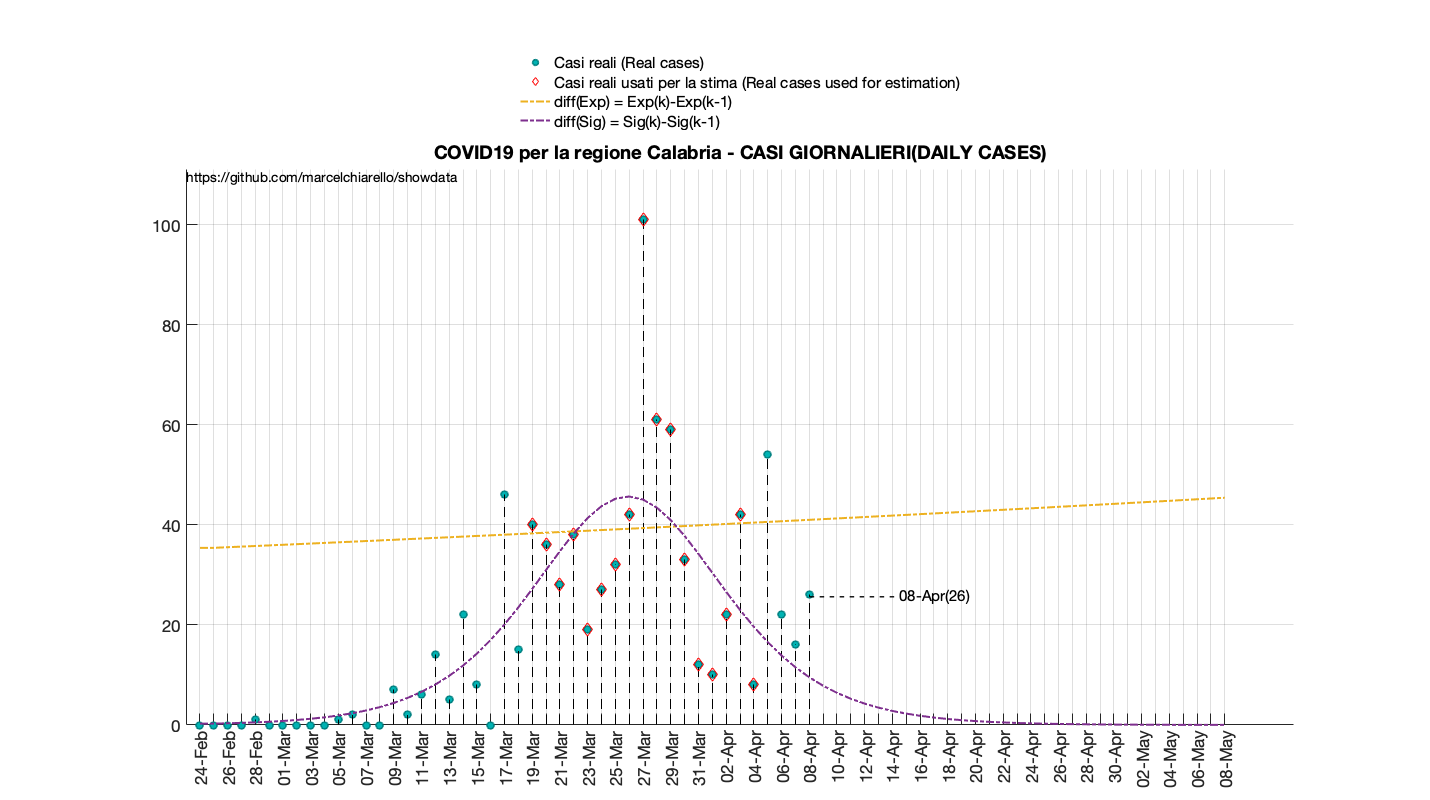 Casi reali (Real cases)
Casi reali usati per la stima (Real cases used for estimation)
diff(Exp) = Exp(k)-Exp(k-1)
diff(Sig) = Sig(k)-Sig(k-1)
COVID19 per la regione Calabria - CASI GIORNALIERI(DAILY CASES)
https://github.com/marcelchiarello/showdata
100
80
60
40
20
0
08-Apr(26)
24-Feb
26-Feb
28-Feb
01-Mar
03-Mar
05-Mar
07-Mar
09-Mar
11-Mar
13-Mar
15-Mar
17-Mar
19-Mar
21-Mar
23-Mar
25-Mar
27-Mar
29-Mar
31-Mar
02-Apr
04-Apr
06-Apr
08-Apr
10-Apr
12-Apr
14-Apr
16-Apr
18-Apr
20-Apr
22-Apr
24-Apr
26-Apr
28-Apr
30-Apr
02-May
04-May
06-May
08-May